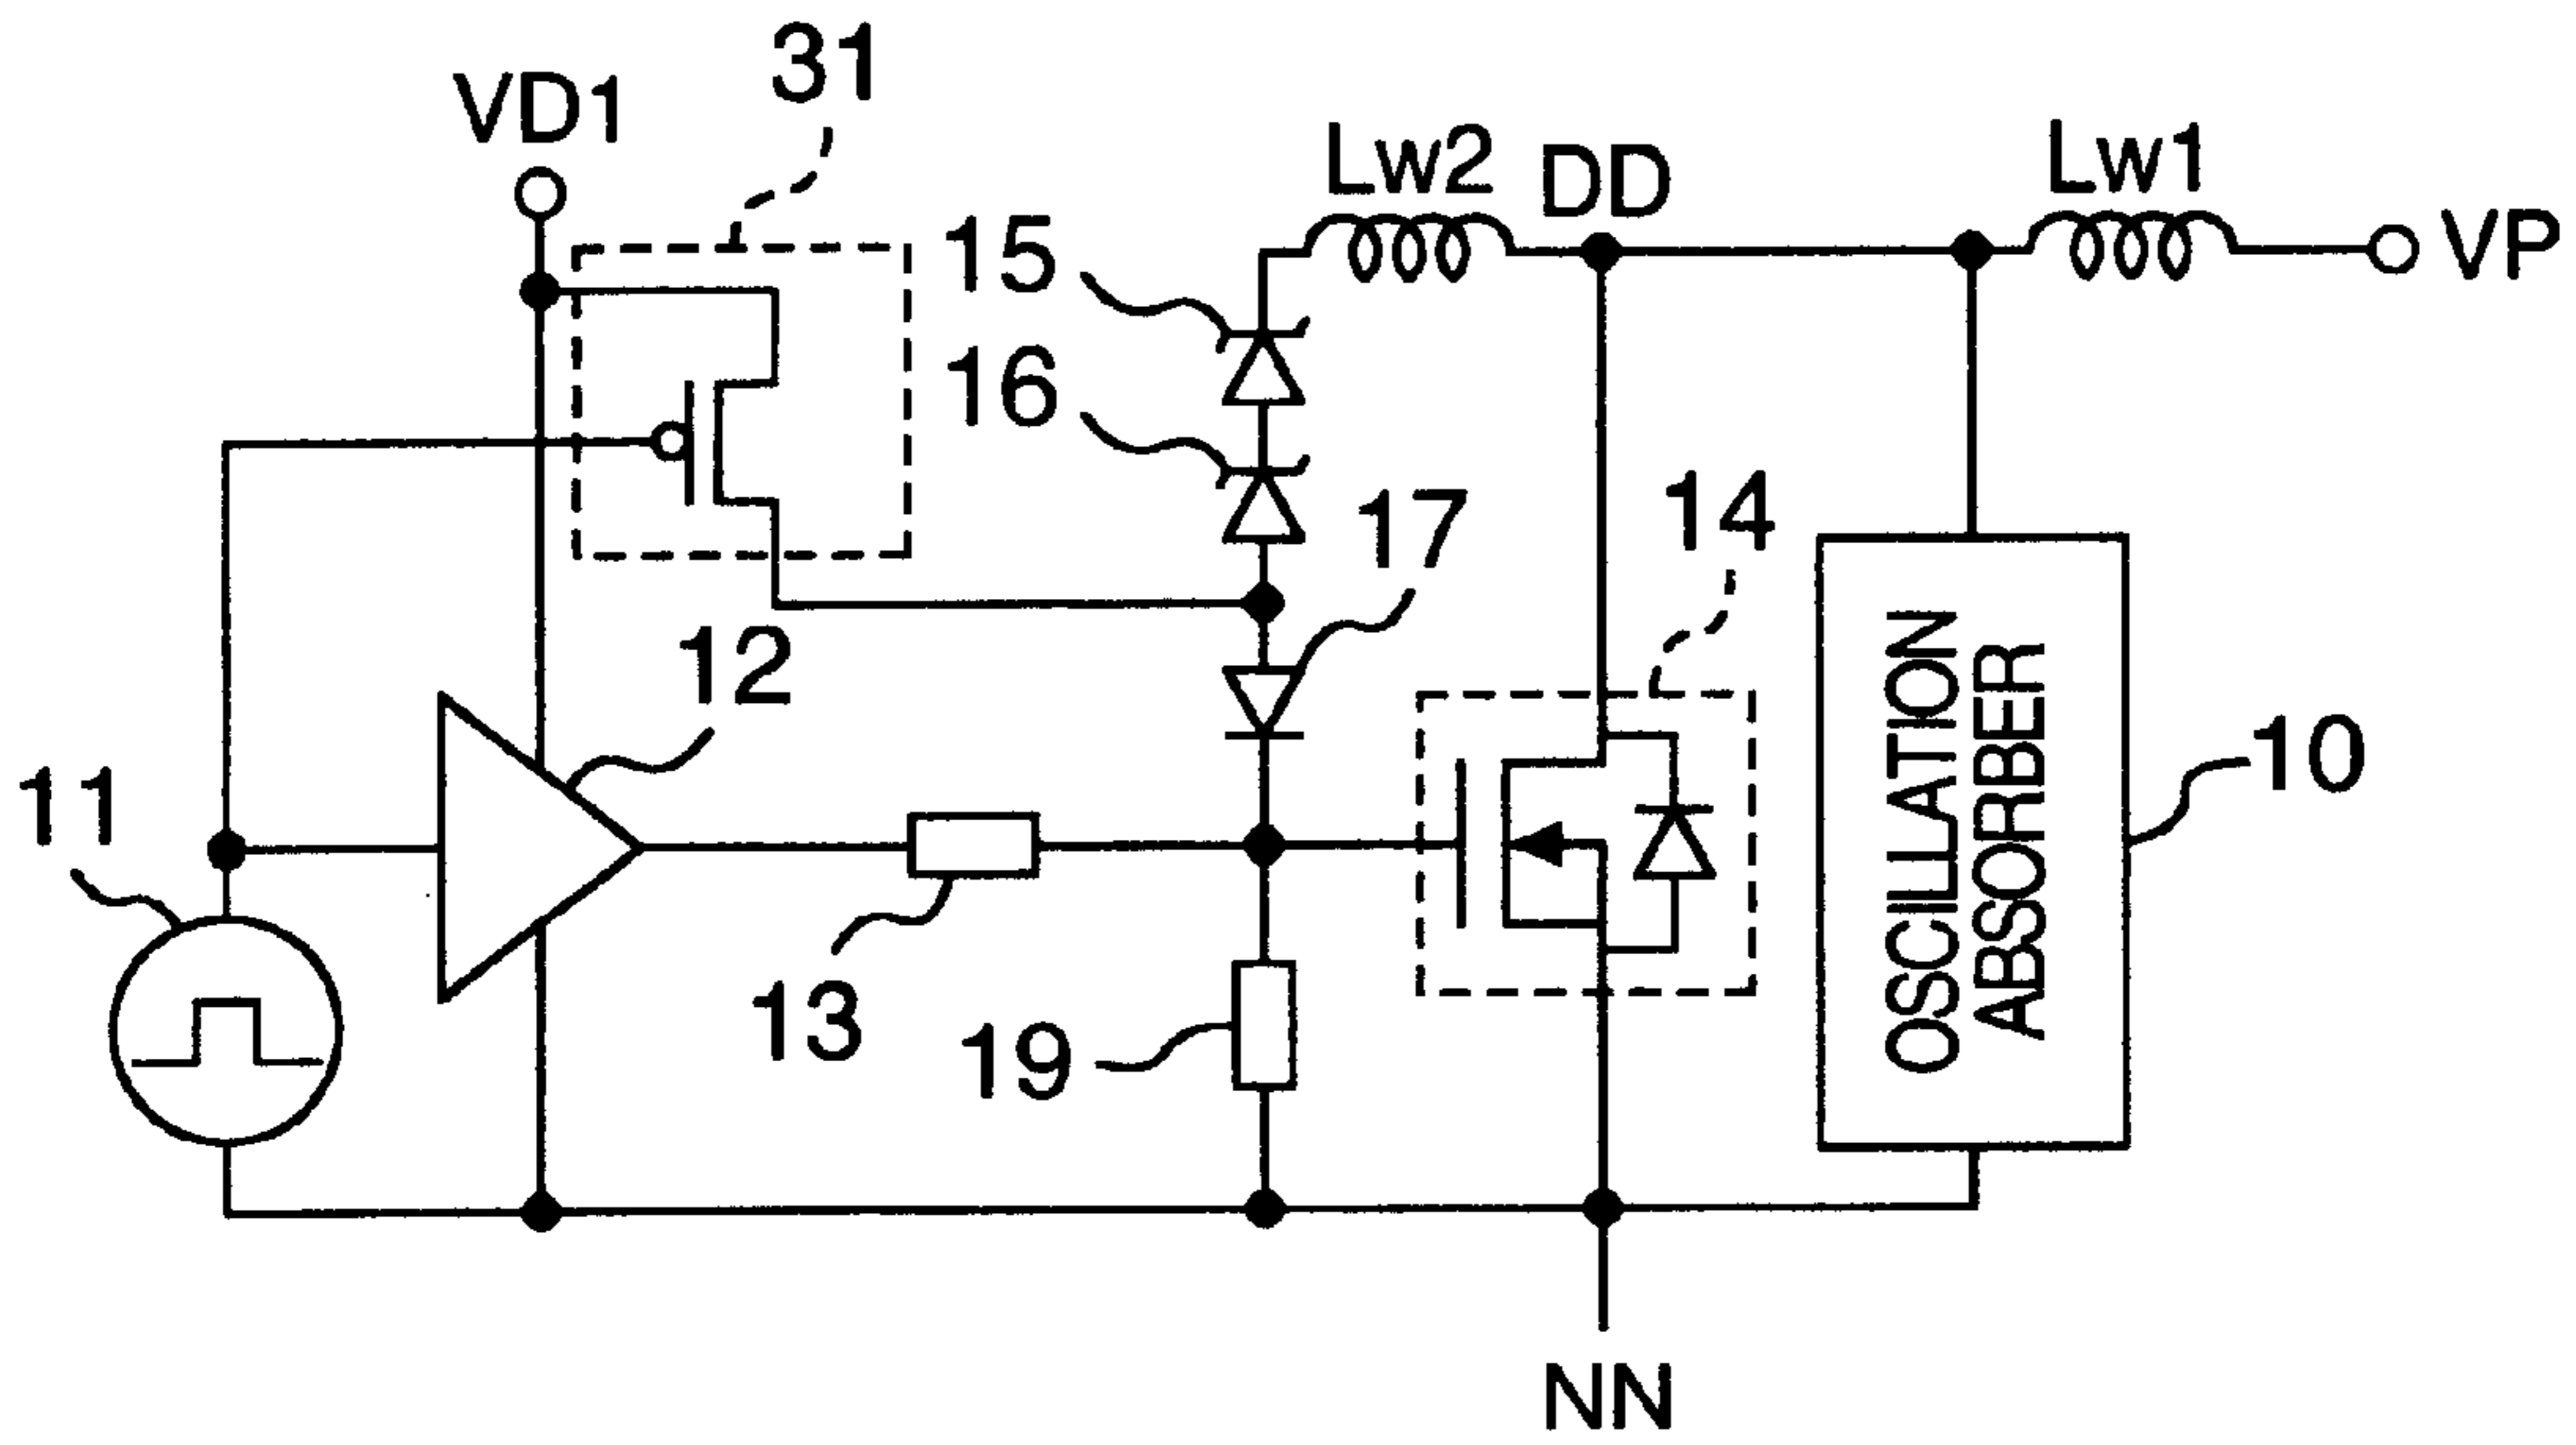 31
VD1
Lw2
DD
Lw1
VP
15
16
17
14
12
11
13
19
OSCILLATION
ABSORBER
10
NN